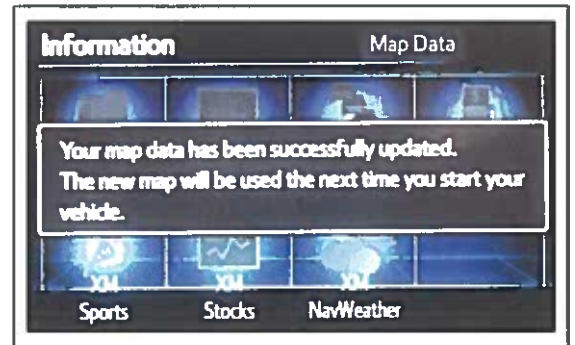 Information Map Data
Your map data has been successfully updated.
The new map will be used the next time you start your
vehicle.
XM XM XM
Sports Stocks NavWeather